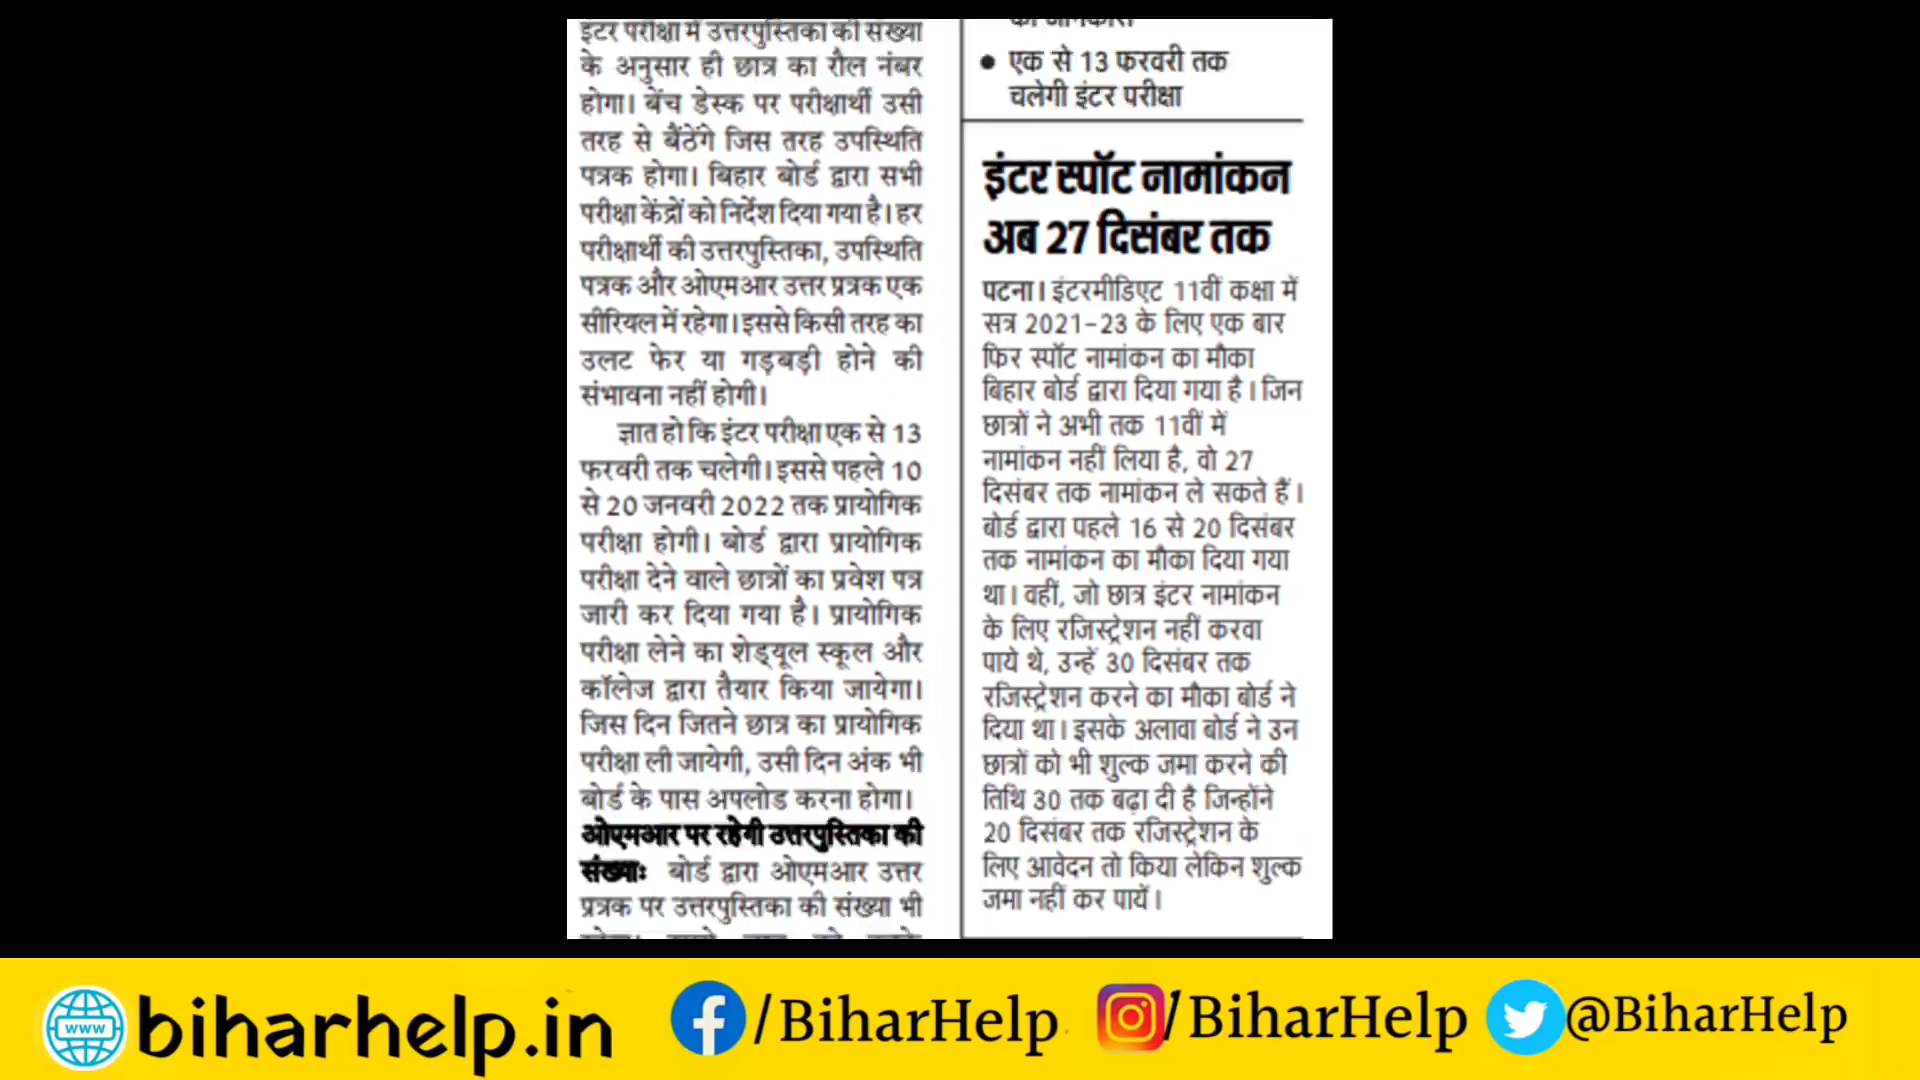 इंटर परीक्षा में उत्तरपुस्तिका की संख्या
के अनुसार ही छात्र का रौल नंबर
होगा। बेंच डेस्क पर परीक्षार्थी उसी
तरह से बैंठेंगे जिस तरह उपस्थिति
पत्रक होगा। बिहार बोर्ड द्वारा सभी
परीक्षा केंद्रों को निर्देश दिया गया है। हर
परीक्षार्थी की उत्तरपुस्तिका, उपस्थिति
पत्रक और ओएमआर उत्तर प्रत्रक एक
सीरियल में रहेगा। इससे किसी तरह का
उलट फेर या गड़बड़ी होने की
संभावना नहीं होगी।
ज्ञात हो कि इंटर परीक्षा एक से 13
फरवरी तक चलेगी। इससे पहले 10
से 20 जनवरी 2022 तक प्रायोगिक
परीक्षा होगी। बोर्ड द्वारा प्रायोगिक
परीक्षा देने वाले छात्रों का प्रवेश पत्र
जारी कर दिया गया है। प्रायोगिक
परीक्षा लेने का शेड्यूल स्कूल और
कॉलेज द्वारा तैयार किया जायेगा।
जिस दिन जितने छात्र का प्रायोगिक
परीक्षा ली जायेगी, उसी दिन अंक भी
बोर्ड के पास अपलोड करना होगा।
ओएमआर पर रहेगी उत्तरपुस्तिका की
संख्याः बोर्ड द्वारा ओएमआर उत्तर
प्रत्रक पर उत्तरपुस्तिका की संख्या भी
की जानकारी
● एक से 13 फरवरी तक
चलेगी इंटर परीक्षा
इंटर स्पॉट नामांकन
अब 27 दिसंबर तक
पटना। इंटरमीडिएट 11वीं कक्षा में
सत्र 2021-23 के लिए एक बार
फिर स्पॉट नामांकन का मौका
बिहार बोर्ड द्वारा दिया गया है। जिन
छात्रों ने अभी तक 11वीं में
नामांकन नहीं लिया है, वो 27
दिसंबर तक नामांकन ले सकते हैं।
बोर्ड द्वारा पहले 16 से 20 दिसंबर
तक नामांकन का मौका दिया गया
था। वहीं, जो छात्र इंटर नामांकन
के लिए रजिस्ट्रेशन नहीं करवा
पाये थे, उन्हें 30 दिसंबर तक
रजिस्ट्रेशन करने का मौका बोर्ड ने
दिया था। इसके अलावा बोर्ड ने उन
छात्रों को भी शुल्क जमा करने की
तिथि 30 तक बढ़ा दी है जिन्होंने
20 दिसंबर तक रजिस्ट्रेशन के
लिए आवेदन तो किया लेकिन शुल्क
जमा नहीं कर पायें।
www biharhelp.in /BiharHelp /BiharHelp @BiharHelp